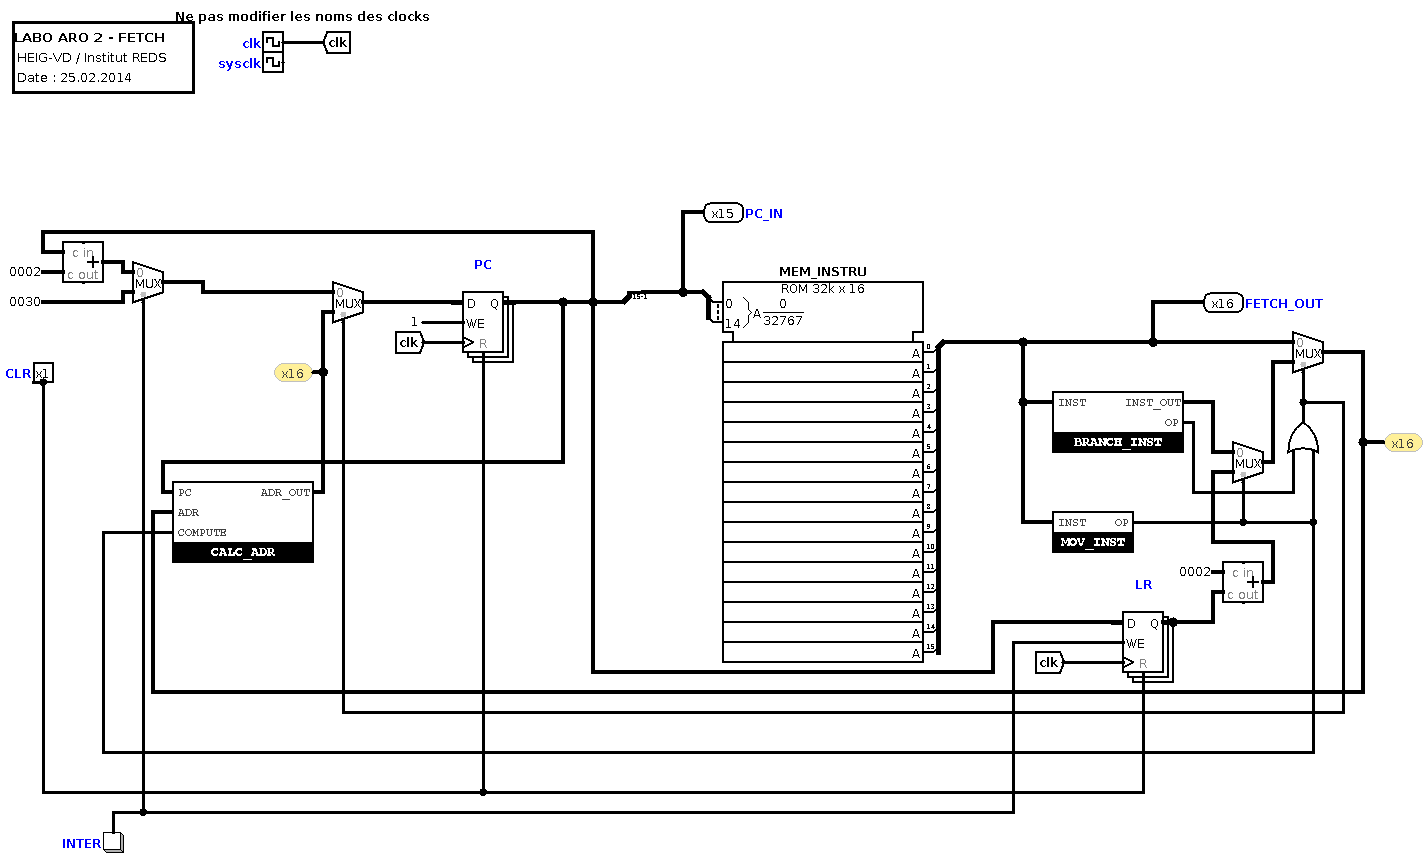 Ne pas modifier les noms des clocks
LABO ARO 2 - FETCH
HEIG-VD / Institut REDS
Date : 25.02.2014
clk
clk
sysclk
x15
PC_IN
c in
+
c out
0002
0030
0
MUX
0
MUX
PC
D
Q
1
WE
clk
R
15-1
MEM_INSTRU
ROM 32k x 16
0
14
A
0
32767
A 0
A 1
A 2
A 3
A 4
A 5
A 6
A 7
A 8
A 9
A 10
A 11
A 12
A 13
A 14
A 15
x16
FETCH_OUT
0
MUX
CLR
x1
x16
INST
INST_OUT
OP
BRANCH_INST
0
MUX
x16
PC
ADR_OUT
ADR
COMPUTE
CALC_ADR
INST
OP
MOV_INST
0002
c in
+
c out
LR
D
Q
WE
clk
R
INTER